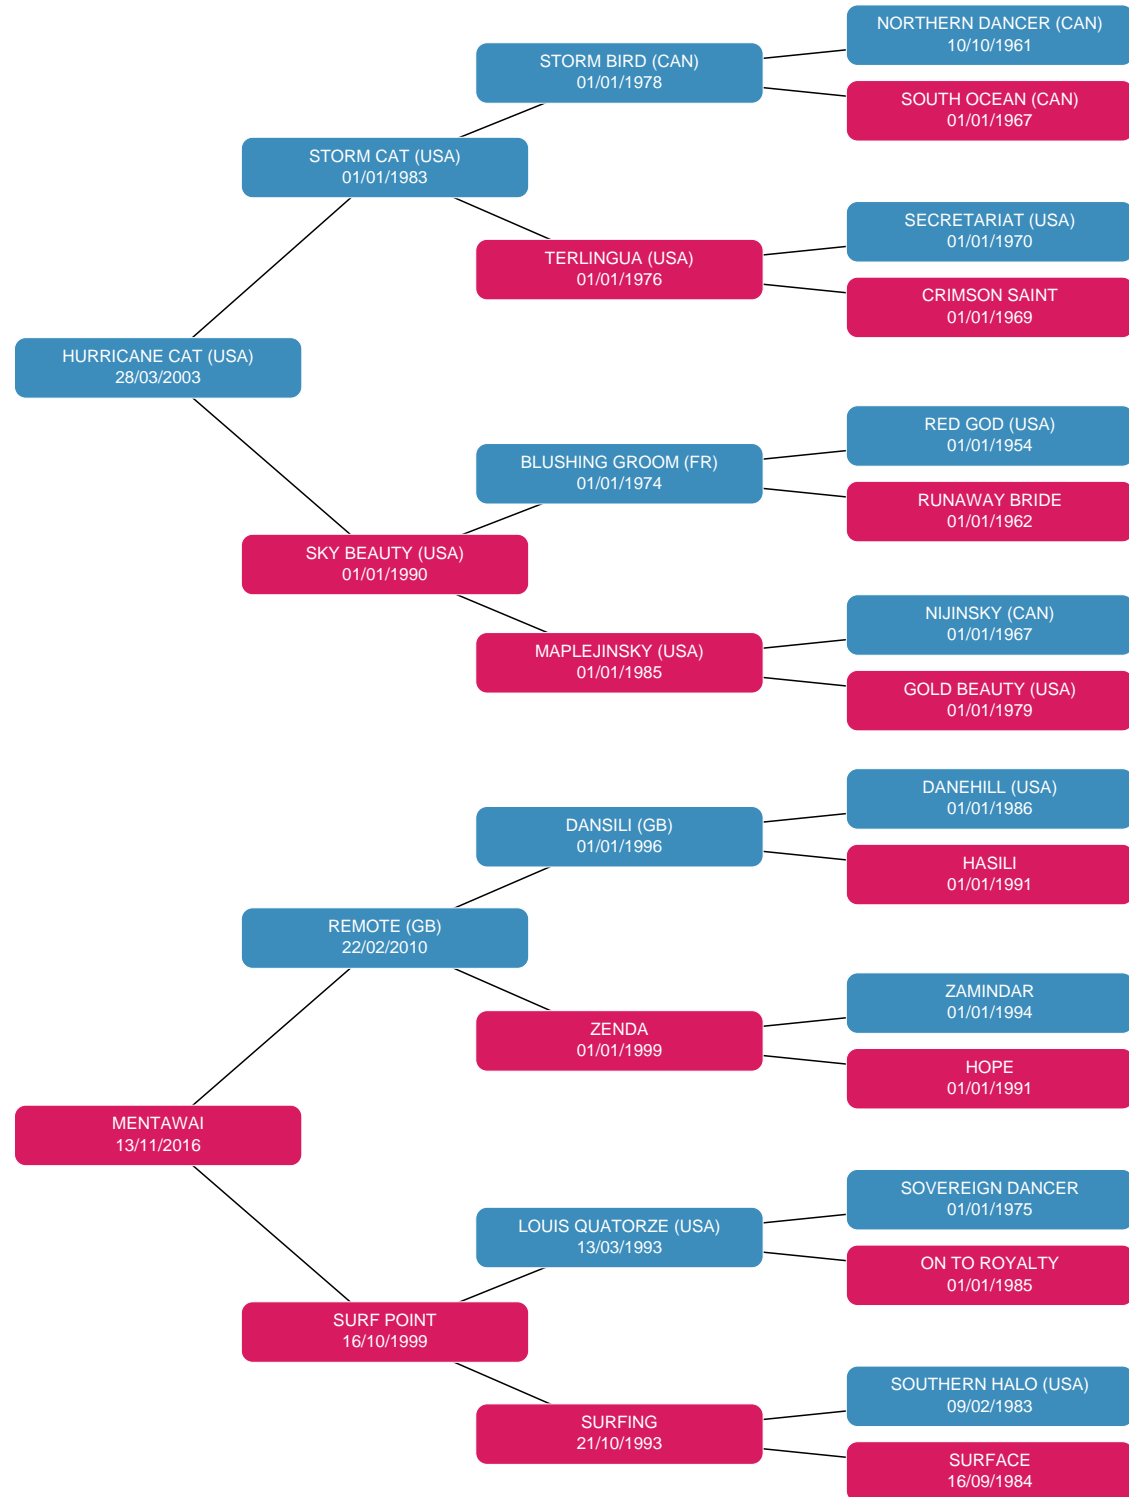 NORTHERN DANCER (CAN)
10/10/1961
STORM BIRD (CAN)
01/01/1978
SOUTH OCEAN (CAN)
01/01/1967
STORM CAT (USA)
01/01/1983
SECRETARIAT (USA)
01/01/1970
TERLINGUA (USA)
01/01/1976
CRIMSON SAINT
01/01/1969
HURRICANE CAT (USA)
28/03/2003
RED GOD (USA)
01/01/1954
BLUSHING GROOM (FR)
01/01/1974
RUNAWAY BRIDE
01/01/1962
SKY BEAUTY (USA)
01/01/1990
NIJINSKY (CAN)
01/01/1967
MAPLEJINSKY (USA)
01/01/1985
GOLD BEAUTY (USA)
01/01/1979
DANEHILL (USA)
01/01/1986
DANSILI (GB)
01/01/1996
HASILI
01/01/1991
REMOTE (GB)
22/02/2010
ZAMINDAR
01/01/1994
ZENDA
01/01/1999
HOPE
01/01/1991
MENTAWAI
13/11/2016
SOVEREIGN DANCER
01/01/1975
LOUIS QUATORZE (USA)
13/03/1993
ON TO ROYALTY
01/01/1985
SURF POINT
16/10/1999
SOUTHERN HALO (USA)
09/02/1983
SURFING
21/10/1993
SURFACE
16/09/1984